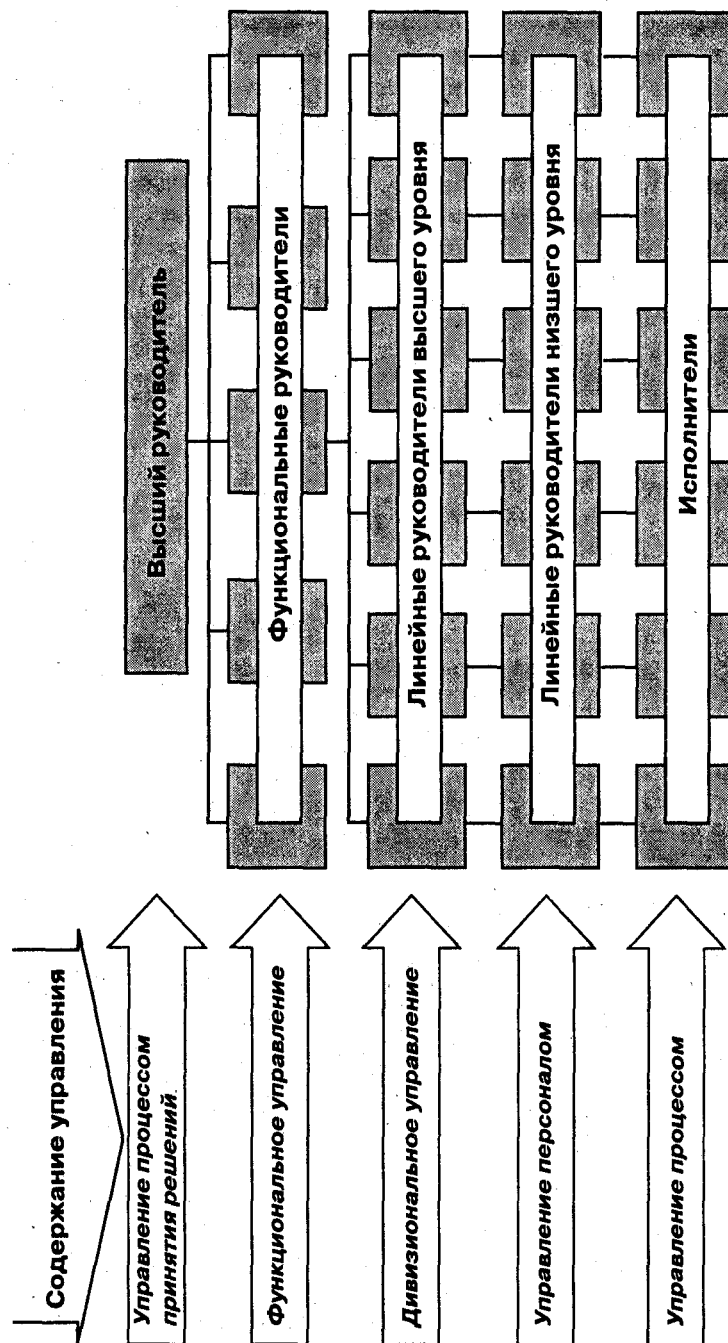 Содержание управления
Управление процессом
принятия решений
Высший руководитель
Функциональное управление
Функциональные руководители
Дивизиональное управление
Линейные руководители высшего уровня
Управление персоналом
Линейные руководители низшего уровня
Управление процессом
Исполнители